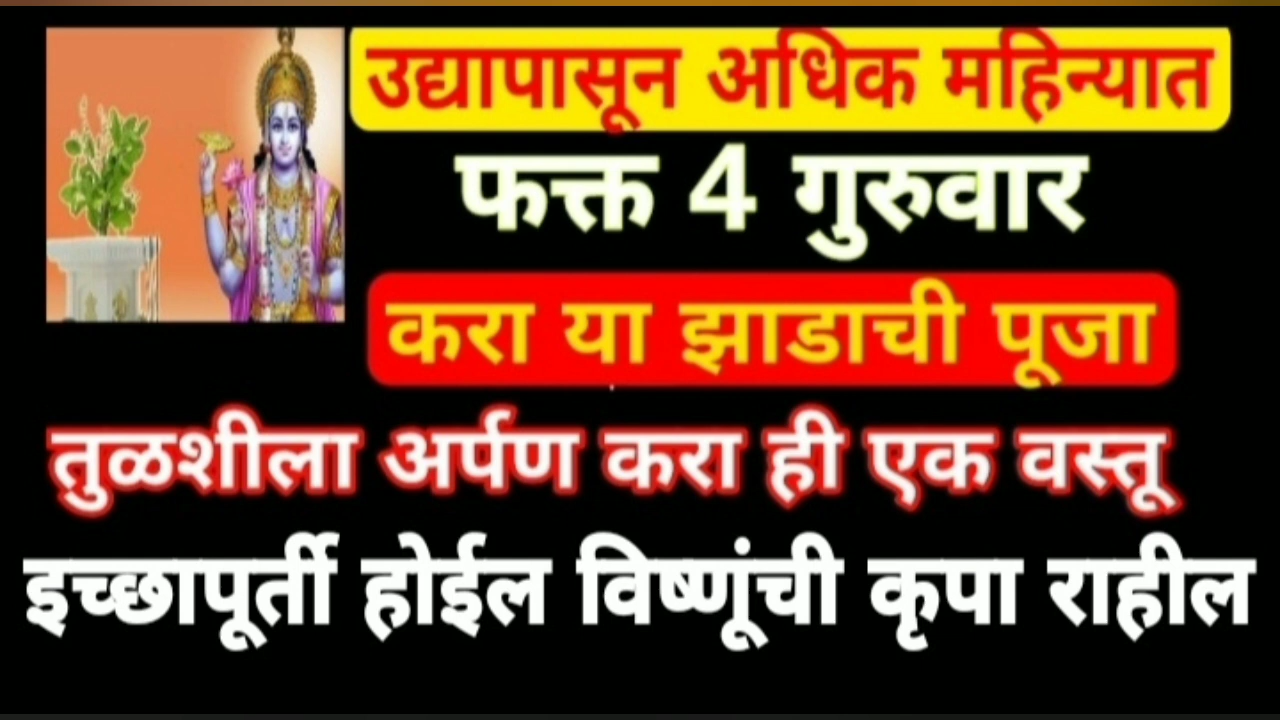 उद्यापासून अधिक महिन्यात
फक्त 4 गुरुवार
करा या झाडाची पूजा
तुळशीला अर्पण करा ही एक वस्तू
इच्छापूर्ती होईल विष्णूंची कृपा राहील